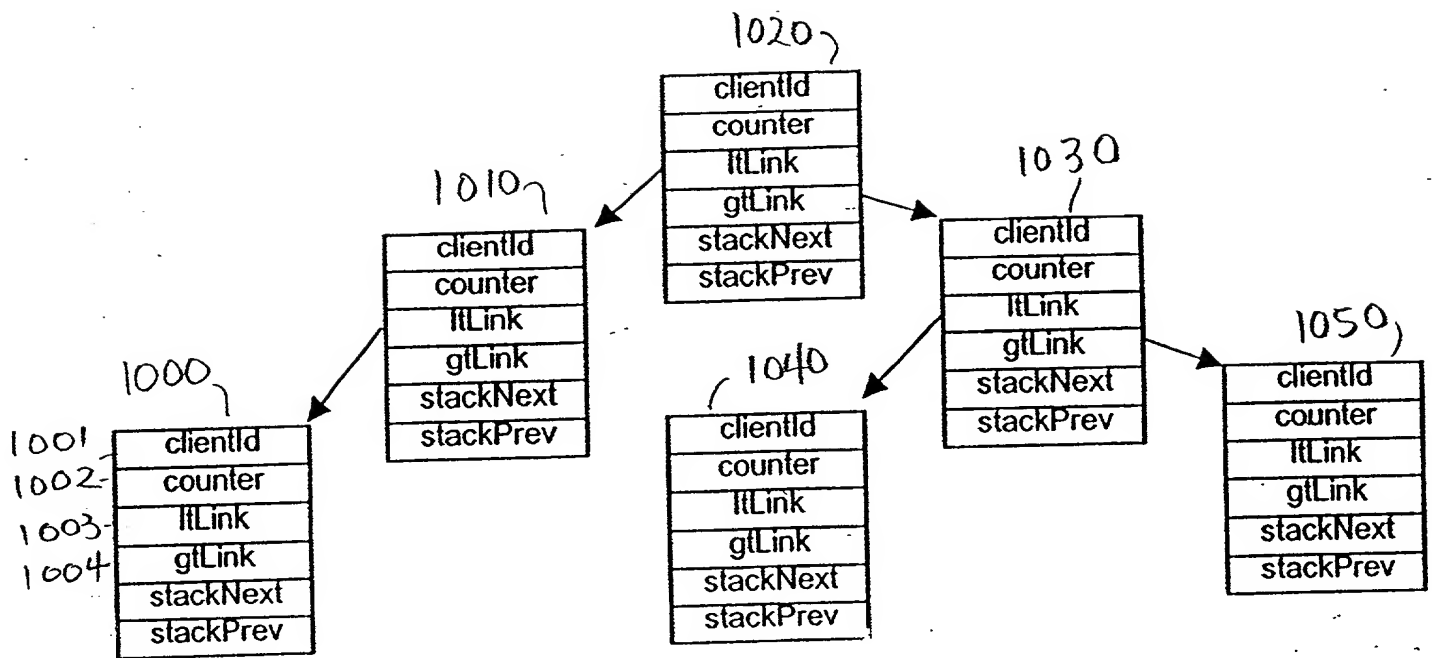 1020
clientId
counter
ltLink
gtLink
stackNext
stackPrev
1010
clientId
counter
ltLink
gtLink
stackNext
stackPrev
1030
clientId
counter
ltLink
gtLink
stackNext
stackPrev
1000
1001
1002
1003
1004
clientId
counter
ltLink
gtLink
stackNext
stackPrev
1040
clientId
counter
ltLink
gtLink
stackNext
stackPrev
1050
clientId
counter
ltLink
gtLink
stackNext
stackPrev